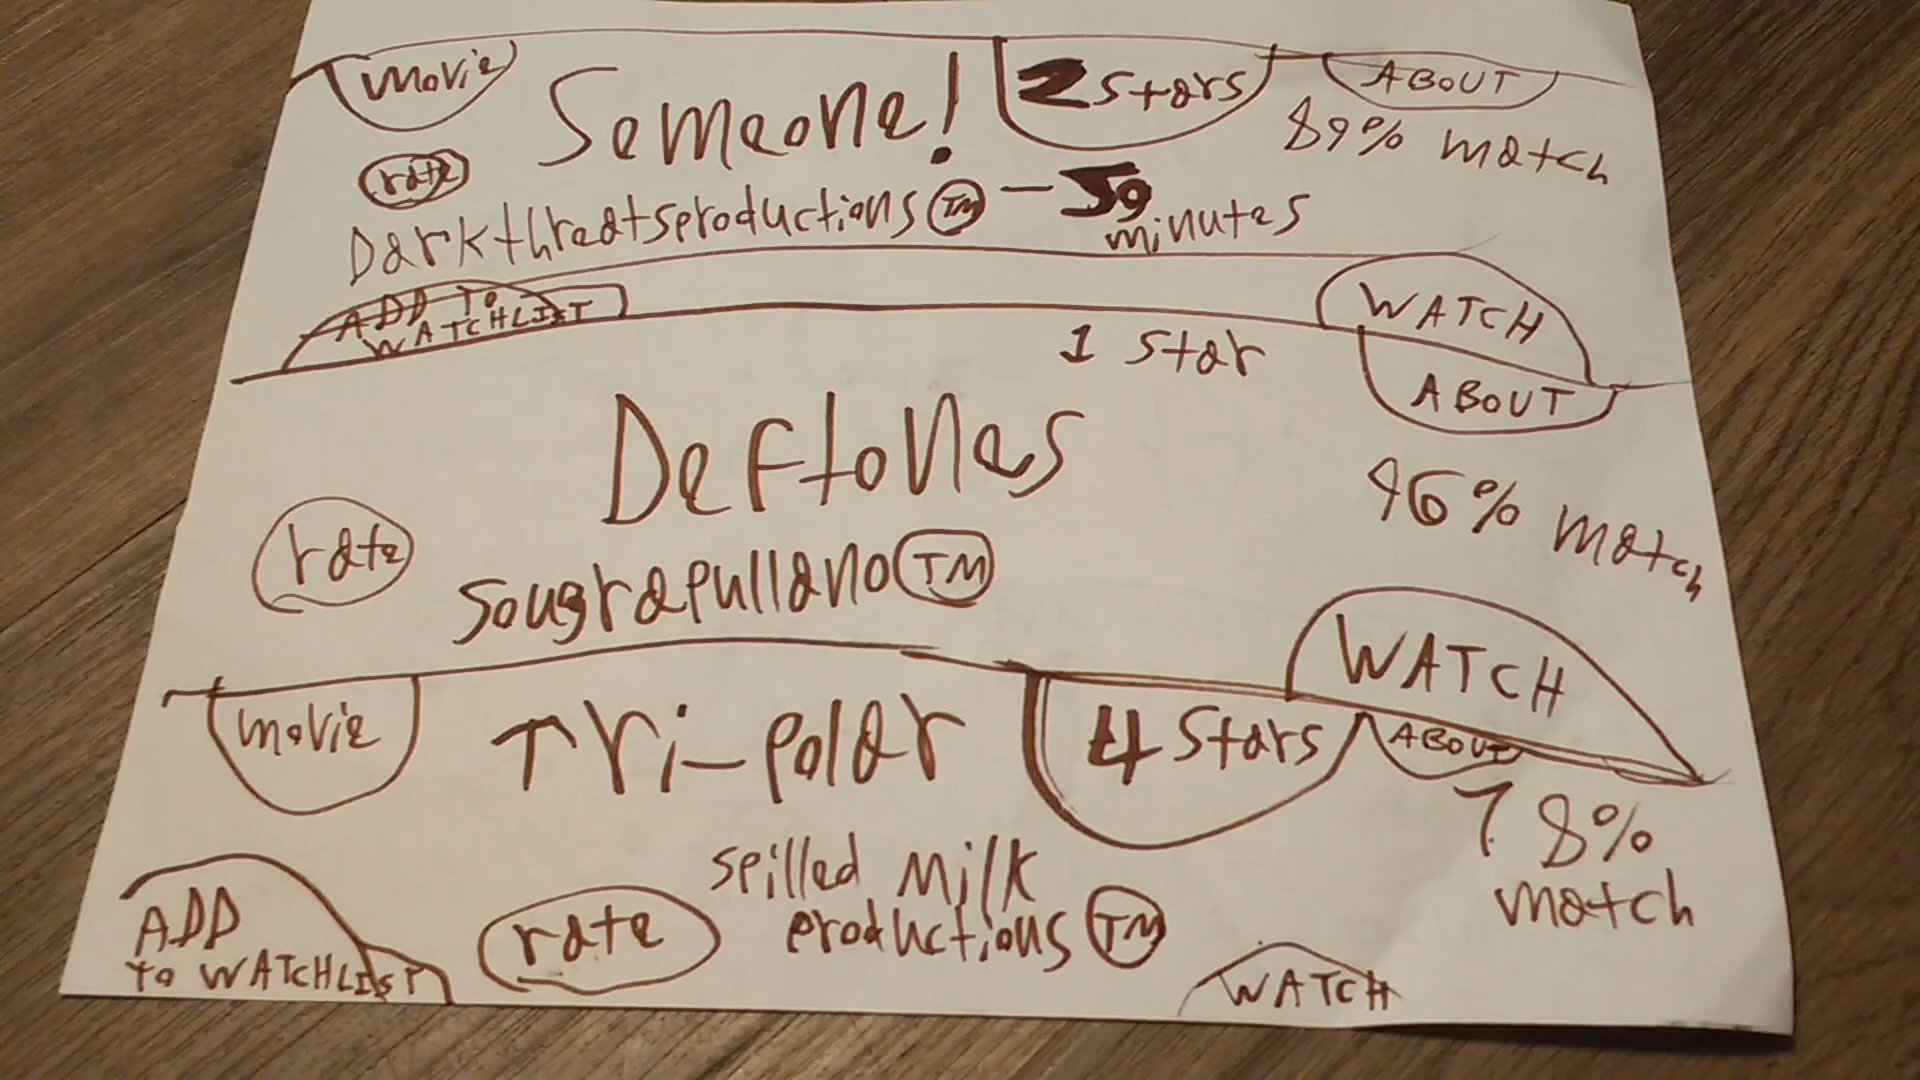 movie
Someone!
2 stars
ABOUT
89% match
rate
Darkthreatsproductions TM - 59
minutes
ADD TO
WATCHLIST
WATCH
1 star
ABOUT
Deftones
96% match
rate
sougrapullano TM
WATCH
movie
Tri-polar
4 stars
ABOUT
78%
match
spilled milk
productions TM
ADD
TO WATCHLIST
rate
WATCH